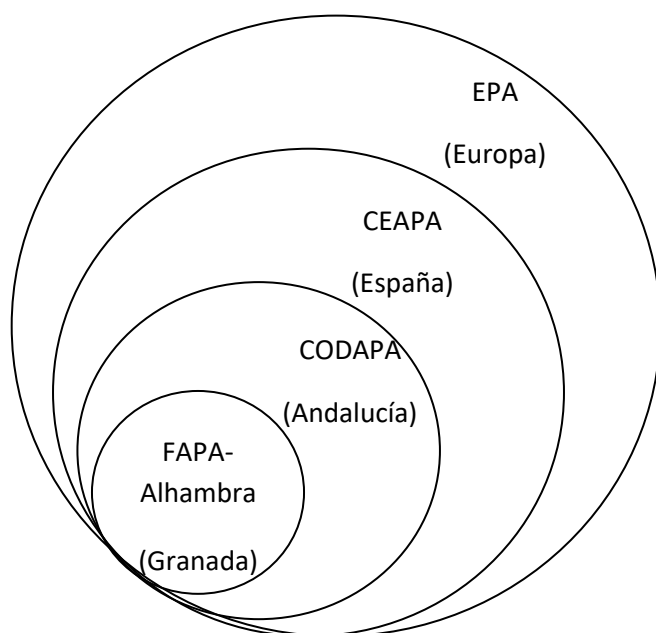 EPA
(Europa)
CEAPA
(España)
CODAPA
(Andalucía)
FAPA-
Alhambra
(Granada)